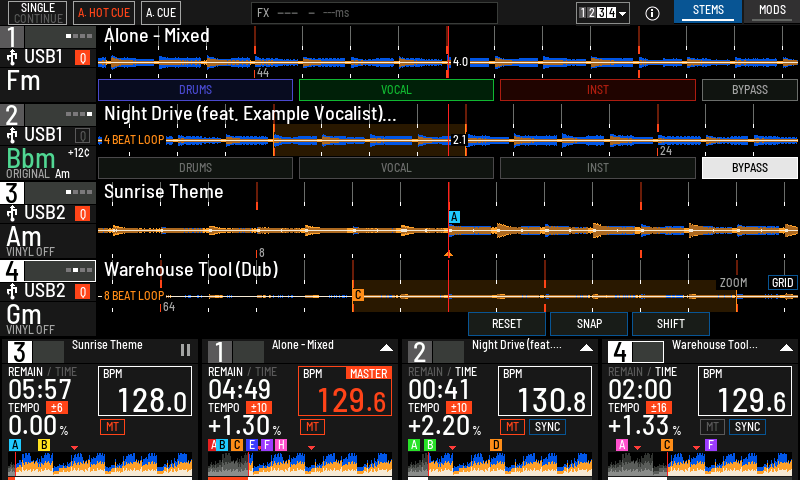 SINGLE
CONTINUE
A. HOT CUE
A. CUE
FX --- - ---ms
1 2 3 4
STEMS
MODS
1
USB1 0
Fm
Alone - Mixed
4.0
44
DRUMS VOCAL INST BYPASS
2
USB1 0
Bbm +12¢
ORIGINAL Am
Night Drive (feat. Example Vocalist)...
4 BEAT LOOP
2.1
24
DRUMS VOCAL INST BYPASS
3
USB2 0
Am
VINYL OFF
Sunrise Theme
A
8
4
USB2 0
Gm
VINYL OFF
Warehouse Tool (Dub)
8 BEAT LOOP
C
64
ZOOM GRID
RESET SNAP SHIFT
3 Sunrise Theme
REMAIN / TIME
05:57
TEMPO ±6
0.00 %
BPM
128.0
MT
A B
1 Alone - Mixed
REMAIN / TIME
04:49
TEMPO ±10
+1.30 %
BPM MASTER
129.6
MT
A B C E F H
2 Night Drive (feat....
REMAIN / TIME
00:41
TEMPO ±10
+2.20 %
BPM
130.8
MT SYNC
A B D
4 Warehouse Tool...
REMAIN / TIME
02:00
TEMPO ±16
+1.33 %
BPM
129.6
MT SYNC
A C F